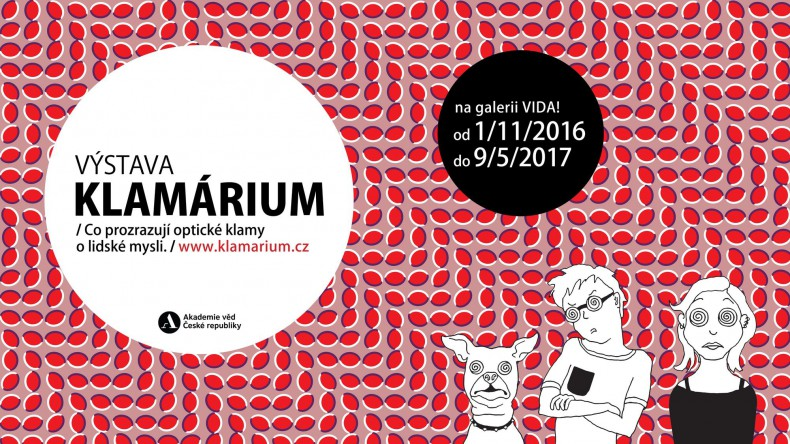 VÝSTAVA
KLAMÁRIUM
/ Co prozrazují optické klamy
o lidské mysli. / www.klamarium.cz
Akademie věd
České republiky
na galerii VIDA!
od 1/11/2016
do 9/5/2017